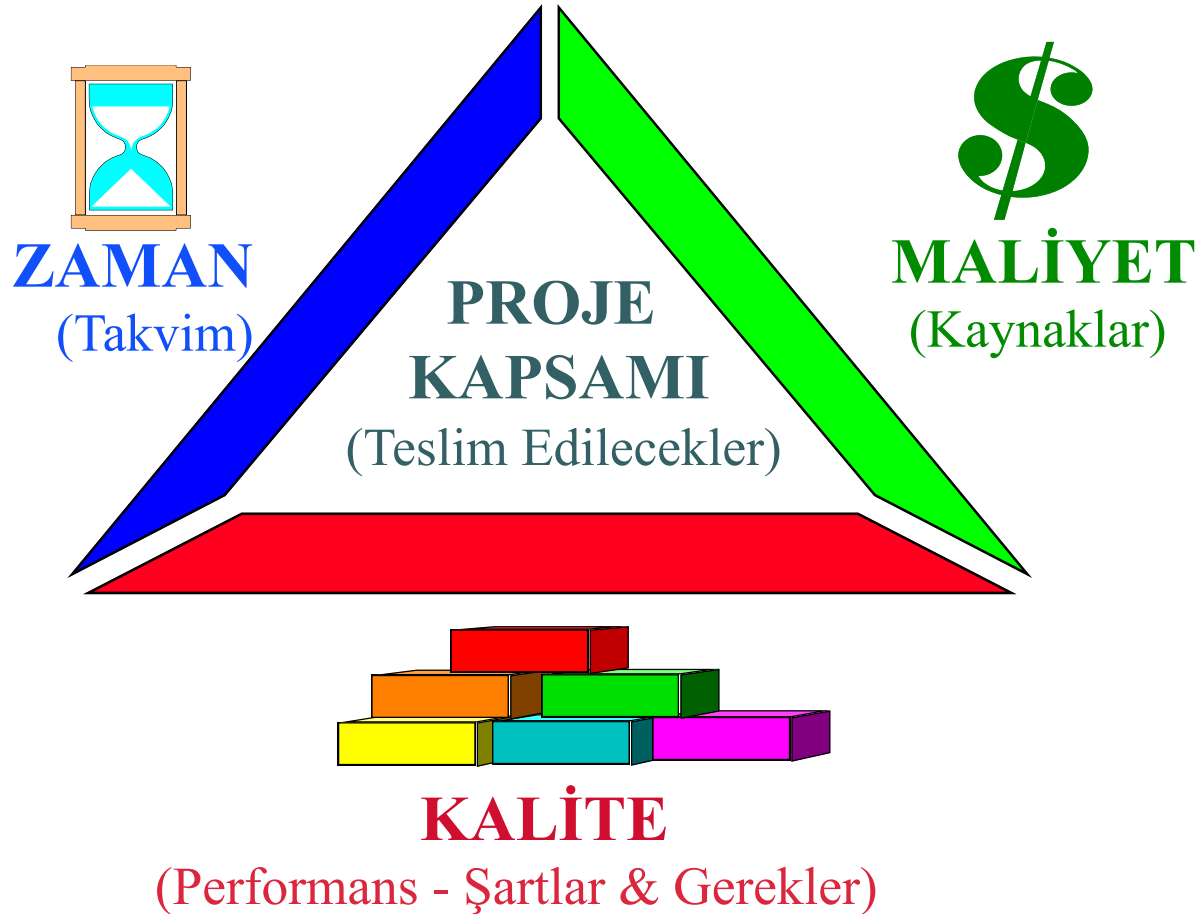 ZAMAN
(Takvim)
$
MALİYET
(Kaynaklar)
PROJE
KAPSAMI
(Teslim Edilecekler)
KALİTE
(Performans - Şartlar & Gerekler)